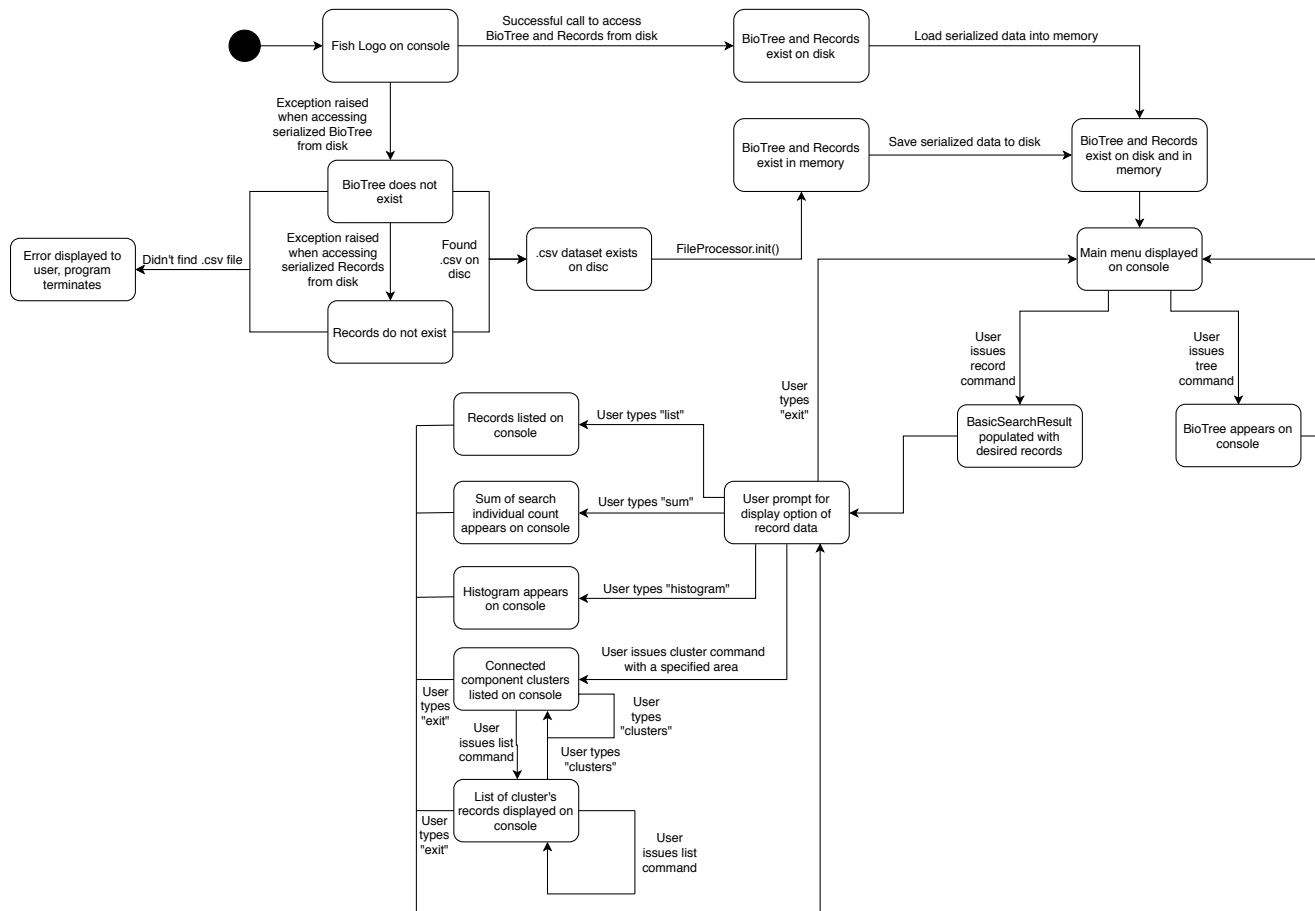 Fish Logo on console
Successful call to access
BioTree and Records from disk
BioTree and Records
exist on disk
Load serialized data into memory
Exception raised
when accessing
serialized BioTree
from disk
BioTree and Records
exist in memory
Save serialized data to disk
BioTree and Records
exist on disk and in
memory
BioTree does not
exist
Error displayed to
user, program
terminates
Didn't find .csv file
Exception raised
when accessing
serialized Records
from disk
Found
.csv on
disc
.csv dataset exists
on disc
FileProcessor.init()
Main menu displayed
on console
Records do not exist
User
issues
record
command
User
issues
tree
command
User
types
"exit"
Records listed on
console
User types "list"
BasicSearchResult
populated with
desired records
BioTree appears on
console
Sum of search
individual count
appears on console
User types "sum"
User prompt for
display option of
record data
Histogram appears
on console
User types "histogram"
Connected
component clusters
listed on console
User issues cluster command
with a specified area
User
types
"exit"
User
types
"clusters"
User
issues list
command
User types
"clusters"
List of cluster's
records displayed on
console
User
types
"exit"
User
issues list
command